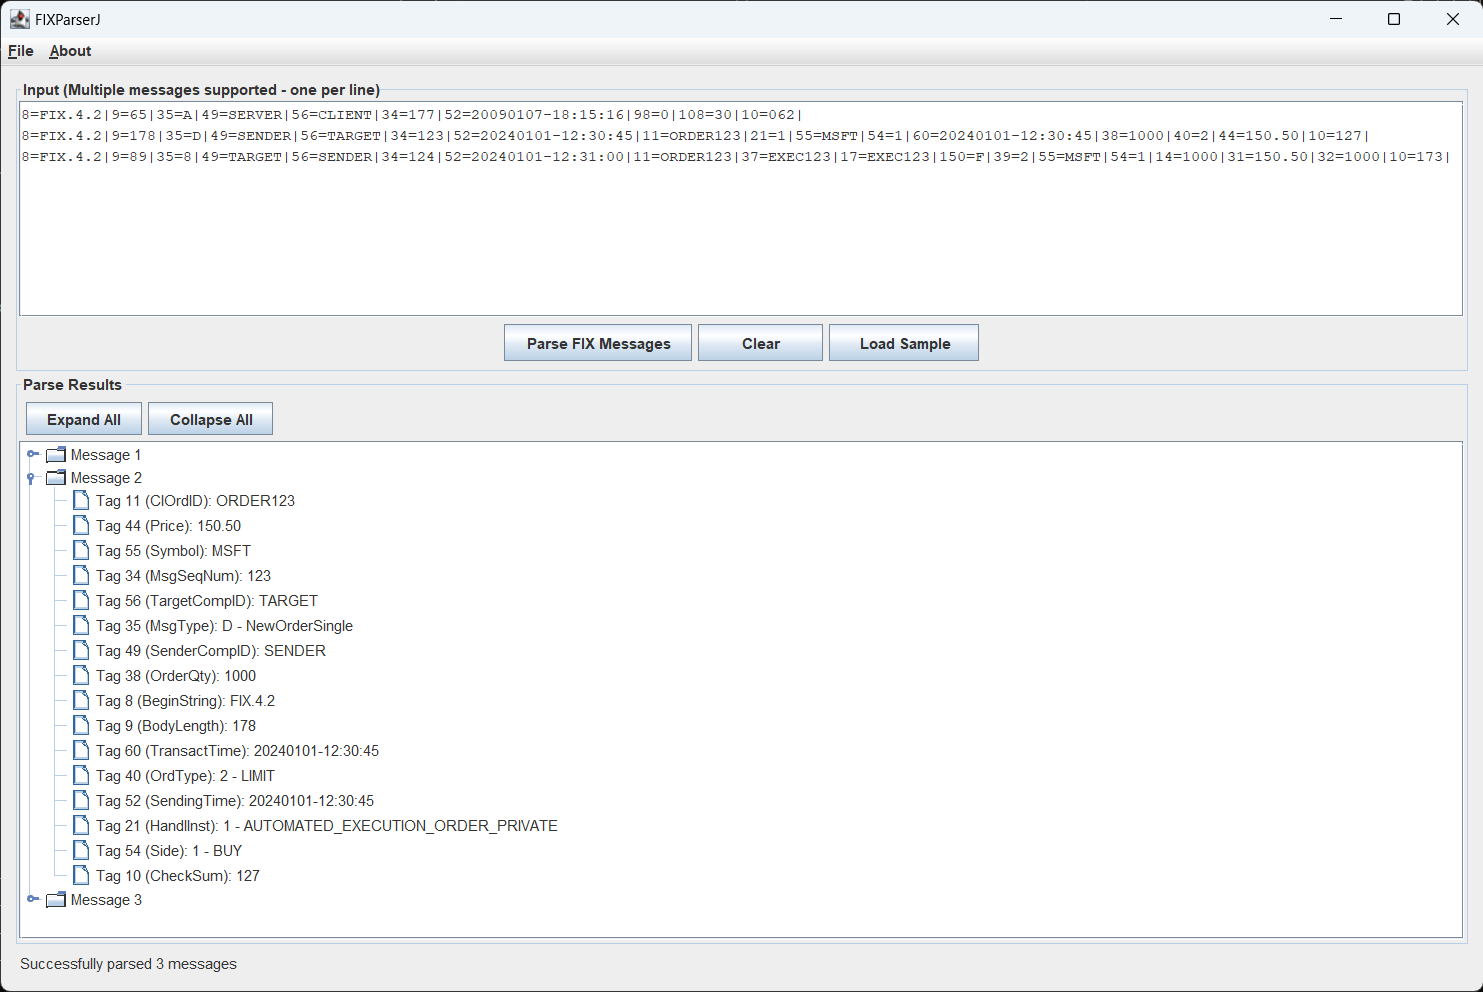 FIXParserJ
File About
Input (Multiple messages supported - one per line)
8=FIX.4.2|9=65|35=A|49=SERVER|56=CLIENT|34=177|52=20090107-18:15:16|98=0|108=30|10=062|
8=FIX.4.2|9=178|35=D|49=SENDER|56=TARGET|34=123|52=20240101-12:30:45|11=ORDER123|21=1|55=MSFT|54=1|60=20240101-12:30:45|38=1000|40=2|44=150.50|10=127|
8=FIX.4.2|9=89|35=8|49=TARGET|56=SENDER|34=124|52=20240101-12:31:00|11=ORDER123|37=EXEC123|17=EXEC123|150=F|39=2|55=MSFT|54=1|14=1000|31=150.50|32=1000|10=173|
Parse FIX Messages Clear Load Sample
Parse Results
Expand All Collapse All
Message 1
Message 2
Tag 11 (ClOrdID): ORDER123
Tag 44 (Price): 150.50
Tag 55 (Symbol): MSFT
Tag 34 (MsgSeqNum): 123
Tag 56 (TargetCompID): TARGET
Tag 35 (MsgType): D - NewOrderSingle
Tag 49 (SenderCompID): SENDER
Tag 38 (OrderQty): 1000
Tag 8 (BeginString): FIX.4.2
Tag 9 (BodyLength): 178
Tag 60 (TransactTime): 20240101-12:30:45
Tag 40 (OrdType): 2 - LIMIT
Tag 52 (SendingTime): 20240101-12:30:45
Tag 21 (HandlInst): 1 - AUTOMATED_EXECUTION_ORDER_PRIVATE
Tag 54 (Side): 1 - BUY
Tag 10 (CheckSum): 127
Message 3
Successfully parsed 3 messages